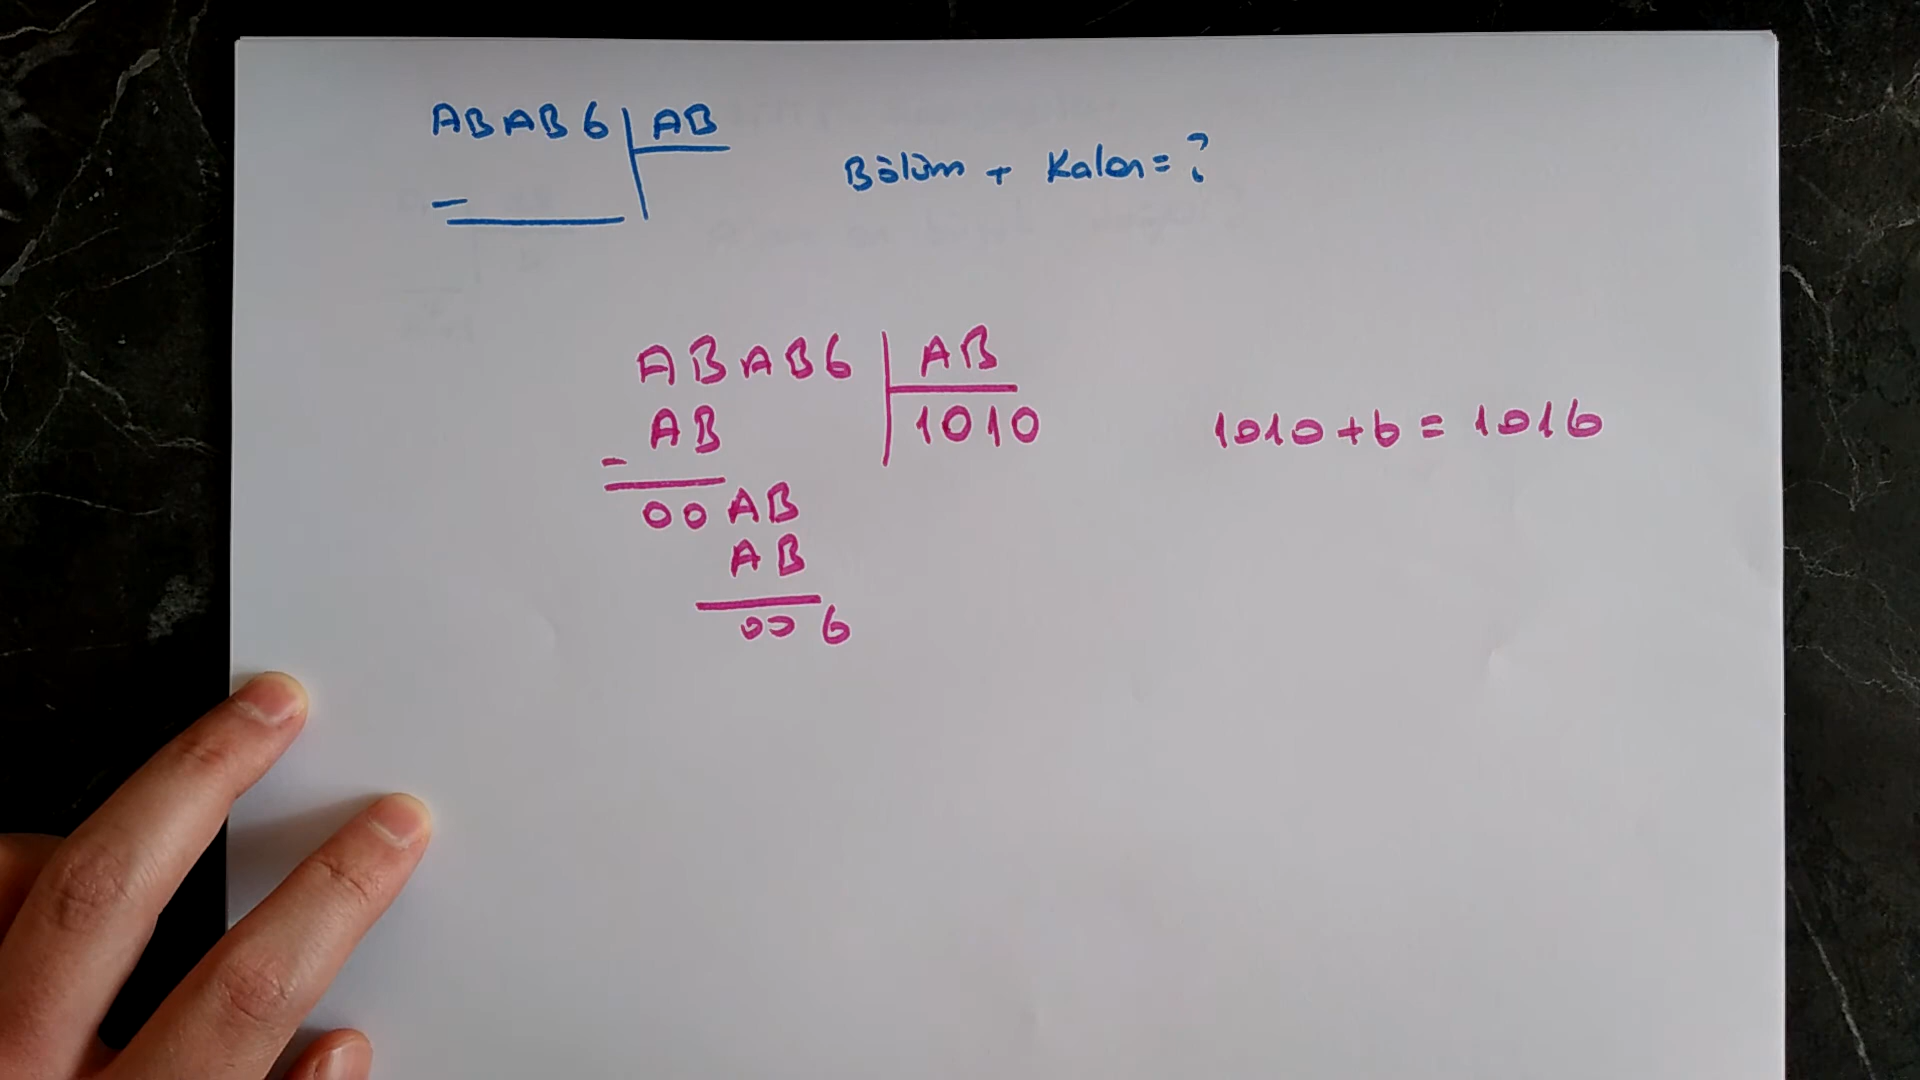 ABAB6 | AB
Bölüm + Kalan = ?
-
ABAB6 | AB
AB 1010
-
00AB
AB
006
1010+6 = 1016